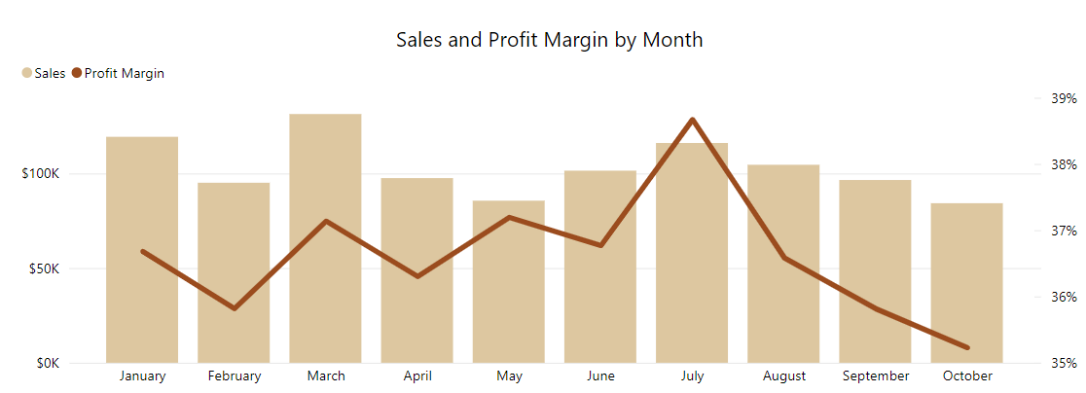 Sales and Profit Margin by Month
Sales Profit Margin
39%
38%
$100K
37%
$50K
36%
$0K
35%
January February March April May June July August September October